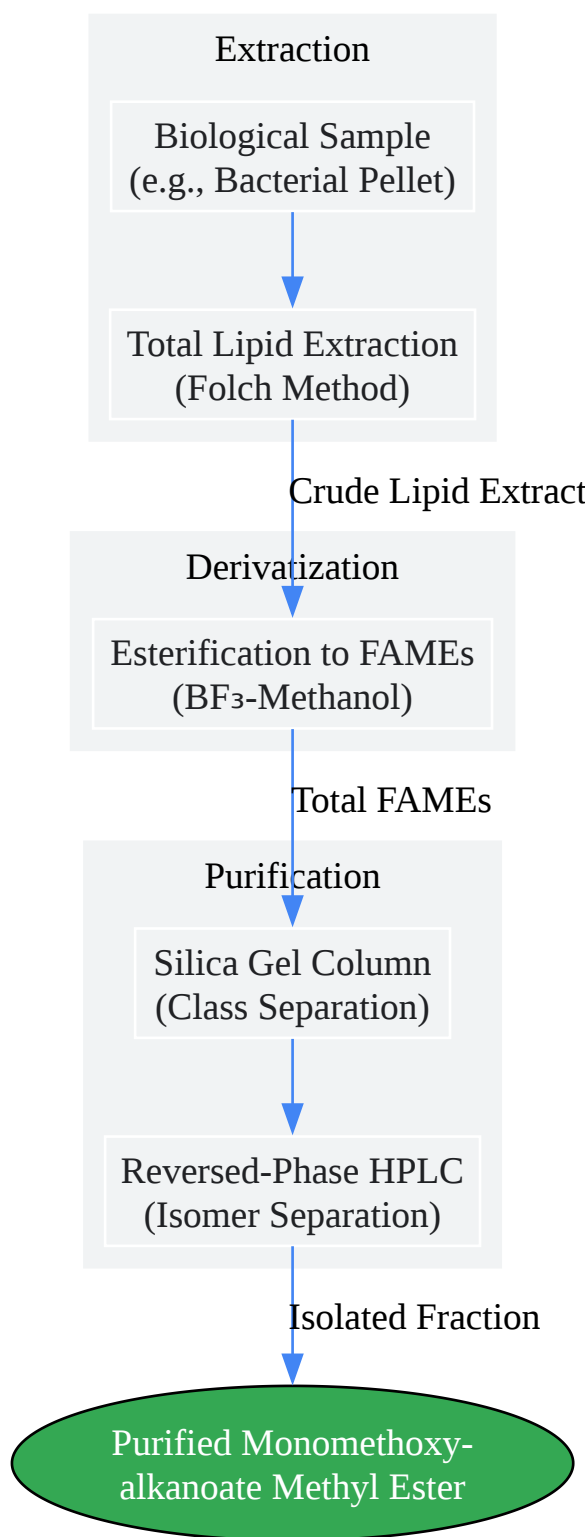 Extraction
Biological Sample
(e.g., Bacterial Pellet)
Total Lipid Extraction
(Folch Method)
Crude Lipid Extract
Derivatization
Esterification to FAMEs
(BF₃-Methanol)
Total FAMEs
Purification
Silica Gel Column
(Class Separation)
Reversed-Phase HPLC
(Isomer Separation)
Isolated Fraction
Purified Monomethoxy-
alkanoate Methyl Ester